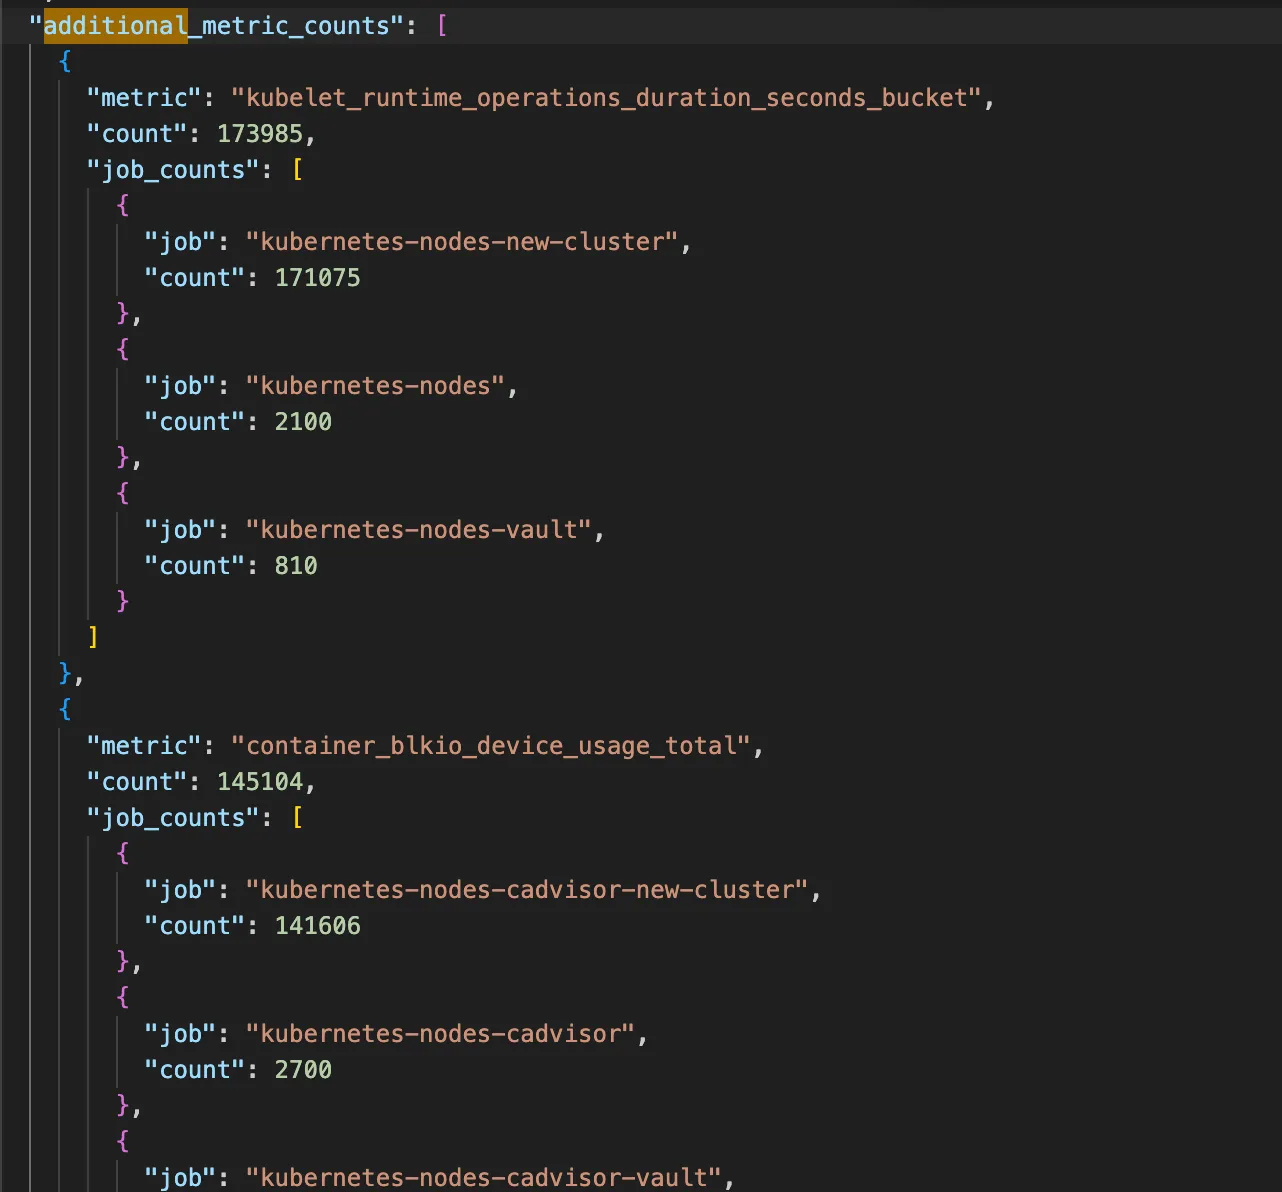 "additional_metric_counts": [
{
"metric": "kubelet_runtime_operations_duration_seconds_bucket",
"count": 173985,
"job_counts": [
{
"job": "kubernetes-nodes-new-cluster",
"count": 171075
},
{
"job": "kubernetes-nodes",
"count": 2100
},
{
"job": "kubernetes-nodes-vault",
"count": 810
}
]
},
{
"metric": "container_blkio_device_usage_total",
"count": 145104,
"job_counts": [
{
"job": "kubernetes-nodes-cadvisor-new-cluster",
"count": 141606
},
{
"job": "kubernetes-nodes-cadvisor",
"count": 2700
},
{
"job": "kubernetes-nodes-cadvisor-vault",